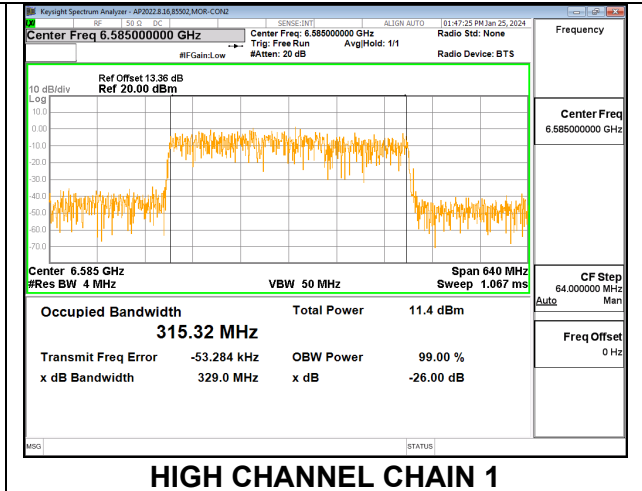 Keysight Spectrum Analyzer - AP2022.8.16,85502,MOR-CON2
RF 50 Ω DC SENSE:INT ALIGN AUTO 01:47:25 PM Jan 25, 2024
Center Freq 6.585000000 GHz
Center Freq: 6.585000000 GHz Radio Std: None
Trig: Free Run Avg|Hold: 1/1
#IFGain:Low #Atten: 20 dB Radio Device: BTS
Frequency
Ref Offset 13.36 dB
10 dB/div Ref 20.00 dBm
Log
10.0
0.00
-10.0
-20.0
-30.0
-40.0
-50.0
-60.0
-70.0
Center Freq
6.585000000 GHz
Center 6.585 GHz Span 640 MHz
#Res BW 4 MHz VBW 50 MHz Sweep 1.067 ms
CF Step
64.000000 MHz
Auto Man
Occupied Bandwidth Total Power 11.4 dBm
315.32 MHz
Transmit Freq Error -53.284 kHz OBW Power 99.00 %
x dB Bandwidth 329.0 MHz x dB -26.00 dB
Freq Offset
0 Hz
MSG STATUS
HIGH CHANNEL CHAIN 1